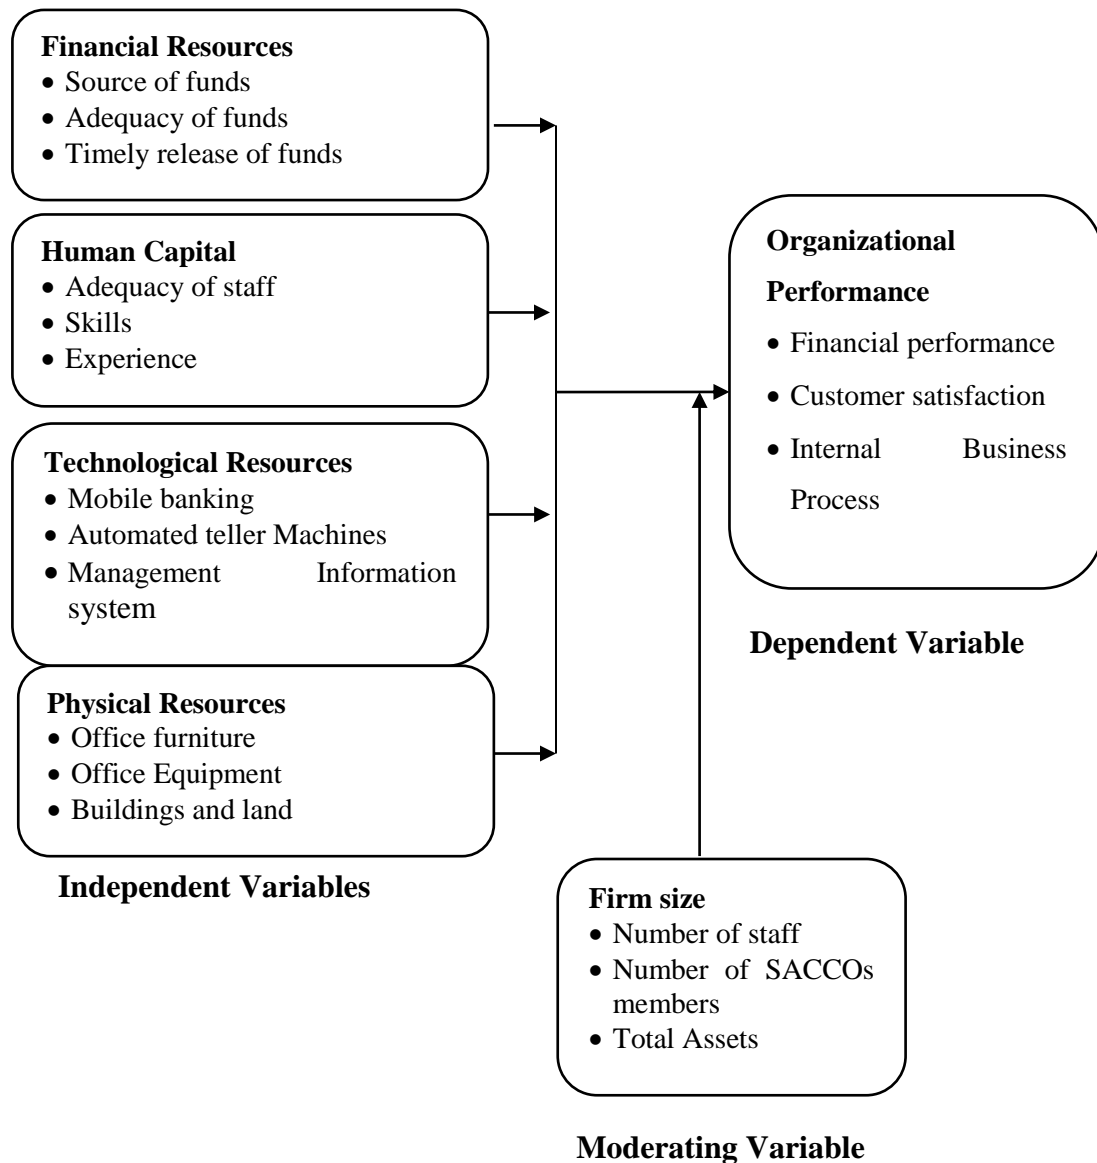 Financial Resources
• Source of funds
• Adequacy of funds
• Timely release of funds
Human Capital
• Adequacy of staff
• Skills
• Experience
Technological Resources
• Mobile banking
• Automated teller Machines
• Management Information
system
Physical Resources
• Office furniture
• Office Equipment
• Buildings and land
Independent Variables
Organizational
Performance
• Financial performance
• Customer satisfaction
• Internal Business
Process
Dependent Variable
Firm size
• Number of staff
• Number of SACCOs
members
• Total Assets
Moderating Variable